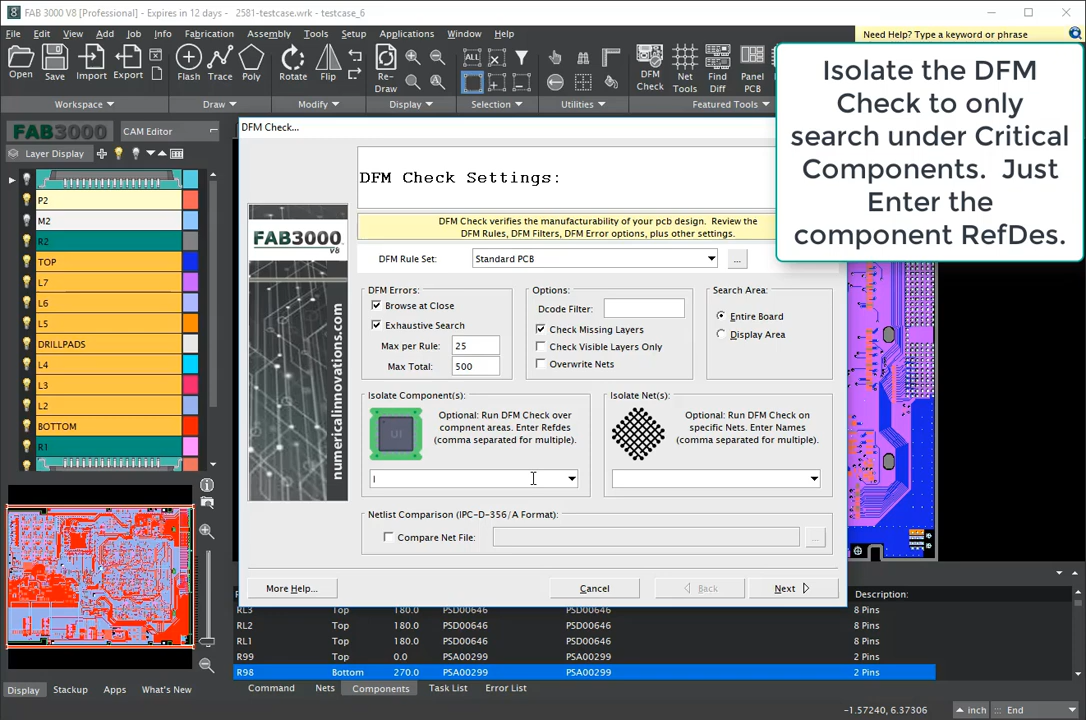 FAB 3000 V8 [Professional] - Expires in 12 days - 2581-testcase.wrk - testcase_6
File Edit View Add Job Info Fabrication Assembly Tools Setup Applications Window Help
Need Help? Type a keyword or phrase
Open Save Import Export Flash Trace Poly Rotate Flip Re-Draw ALL DFM Check Net Tools Find Diff Panel PCB
Workspace Draw Modify Display Selection Utilities Featured Tools
Isolate the DFM
Check to only
search under Critical
Components. Just
Enter the
component RefDes.
FAB3000 CAM Editor
Layer Display
P2
M2
R2
TOP
L7
L6
L5
DRILLPADS
L4
L3
L2
BOTTOM
R1
DFM Check...
DFM Check Settings:
DFM Check verifies the manufacturability of your pcb design. Review the
DFM Rules, DFM Filters, DFM Error options, plus other settings.
FAB3000
V8
numericalinnovations.com
DFM Rule Set: Standard PCB ...
DFM Errors:
Browse at Close
Exhaustive Search
Max per Rule: 25
Max Total: 500
Options:
Dcode Filter:
Check Missing Layers
Check Visible Layers Only
Overwrite Nets
Search Area:
Entire Board
Display Area
Isolate Component(s):
Optional: Run DFM Check over
compnent areas. Enter Refdes
(comma separated for multiple).
UI
Isolate Net(s):
Optional: Run DFM Check on
specific Nets. Enter Names
(comma separated for multiple).
Netlist Comparison (IPC-D-356/A Format):
Compare Net File: ...
More Help... Cancel Back Next
Description:
RL3 Top 180.0 PSD00646 PSD00646 8 Pins
RL2 Top 180.0 PSD00646 PSD00646 8 Pins
RL1 Top 180.0 PSD00646 PSD00646 8 Pins
R99 Top 0.0 PSA00299 PSA00299 2 Pins
R98 Bottom 270.0 PSA00299 PSA00299 2 Pins
Display Stackup Apps What's New
Command Nets Components Task List Error List
-1.57240, 6.37306 inch End